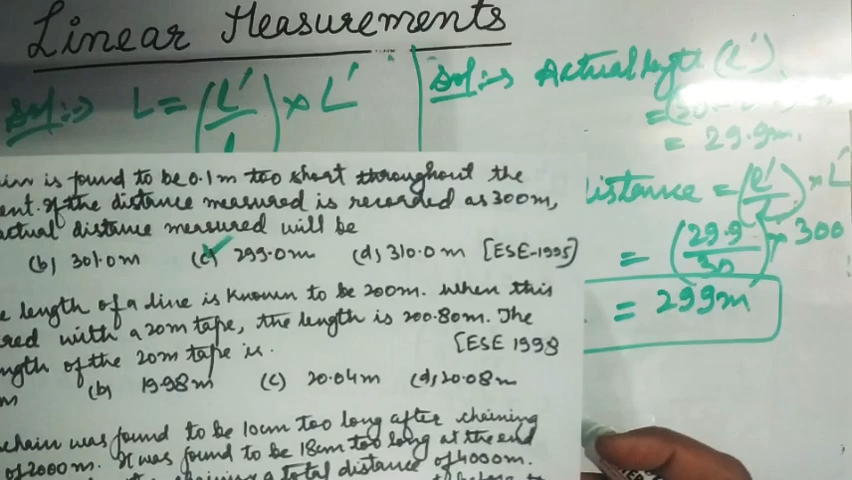 Linear Measurements
Sol:-> L = (L'/L) × L'
Sol:-> Actual length (L')
= 29.9m.
Distance = (L'/L) × L'
= (29.9/30) × 300
= 299m
is found to be 0.1m too short throughout the
If the distance measured is recorded as 300m,
actual distance measured will be
(b) 301.0m (c) 299.0m (d) 310.0m [ESE-1995]
length of a line is known to be 200m. when this
with a 20m tape, the length is 200.80m. The
length of the 20m tape is.
[ESE 1998
m (b) 19.98m (c) 20.04m (d) 20.08m
chain was found to be 10cm too long after chaining
of 2000m. It was found to be 18cm too long at the end
chaining a total distance of 4000m.